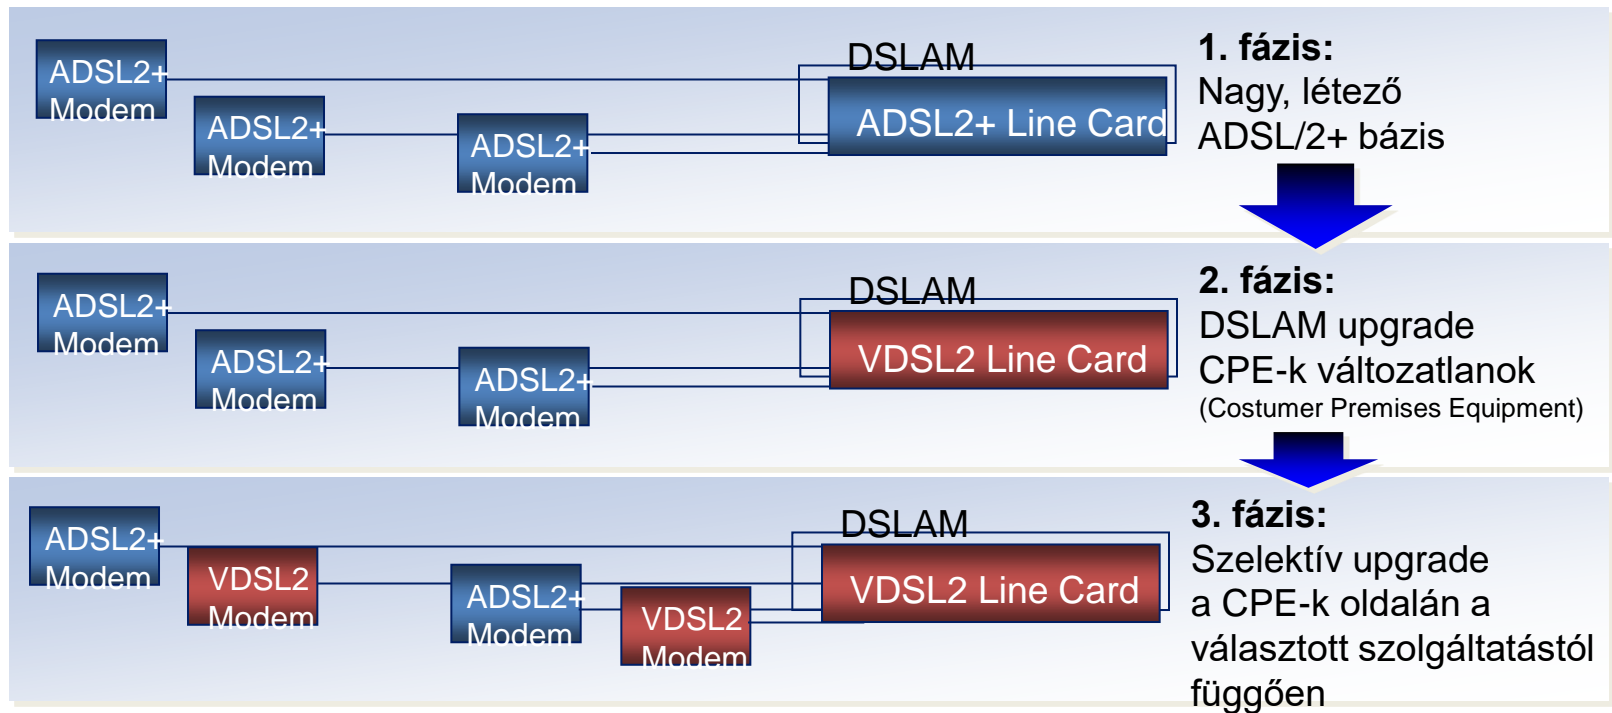 ADSL2+
Modem
ADSL2+
Modem
ADSL2+
Modem
DSLAM
ADSL2+ Line Card
1. fázis:
Nagy, létező
ADSL/2+ bázis
ADSL2+
Modem
ADSL2+
Modem
ADSL2+
Modem
DSLAM
VDSL2 Line Card
2. fázis:
DSLAM upgrade
CPE-k változatlanok
(Costumer Premises Equipment)
ADSL2+
Modem
VDSL2
Modem
ADSL2+
Modem
VDSL2
Modem
DSLAM
VDSL2 Line Card
3. fázis:
Szelektív upgrade
a CPE-k oldalán a
választott szolgáltatástól
függően